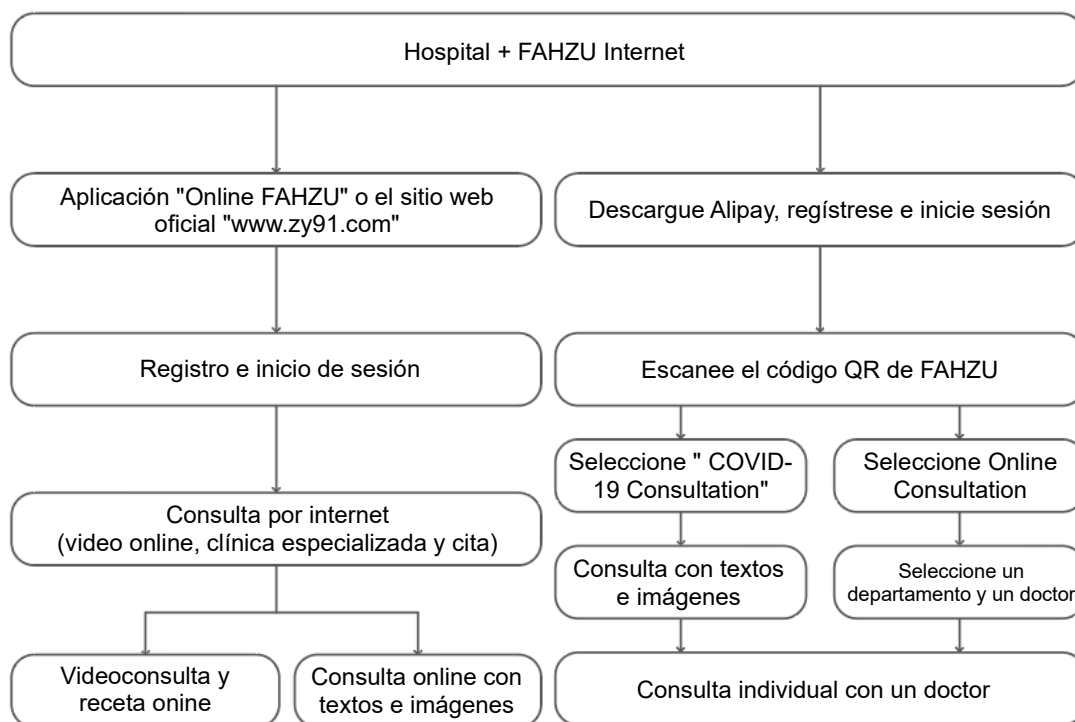 Hospital + FAHZU Internet
Aplicación "Online FAHZU" o el sitio web
oficial "www.zy91.com"
Descargue Alipay, regístrese e inicie sesión
Registro e inicio de sesión
Escanee el código QR de FAHZU
Seleccione " COVID-
19 Consultation"
Seleccione Online
Consultation
Consulta por internet
(video online, clínica especializada y cita)
Consulta con textos
e imágenes
Seleccione un
departamento y un doctor
Videoconsulta y
receta onine
Consulta online con
textos e imágenes
Consulta individual con un doctor